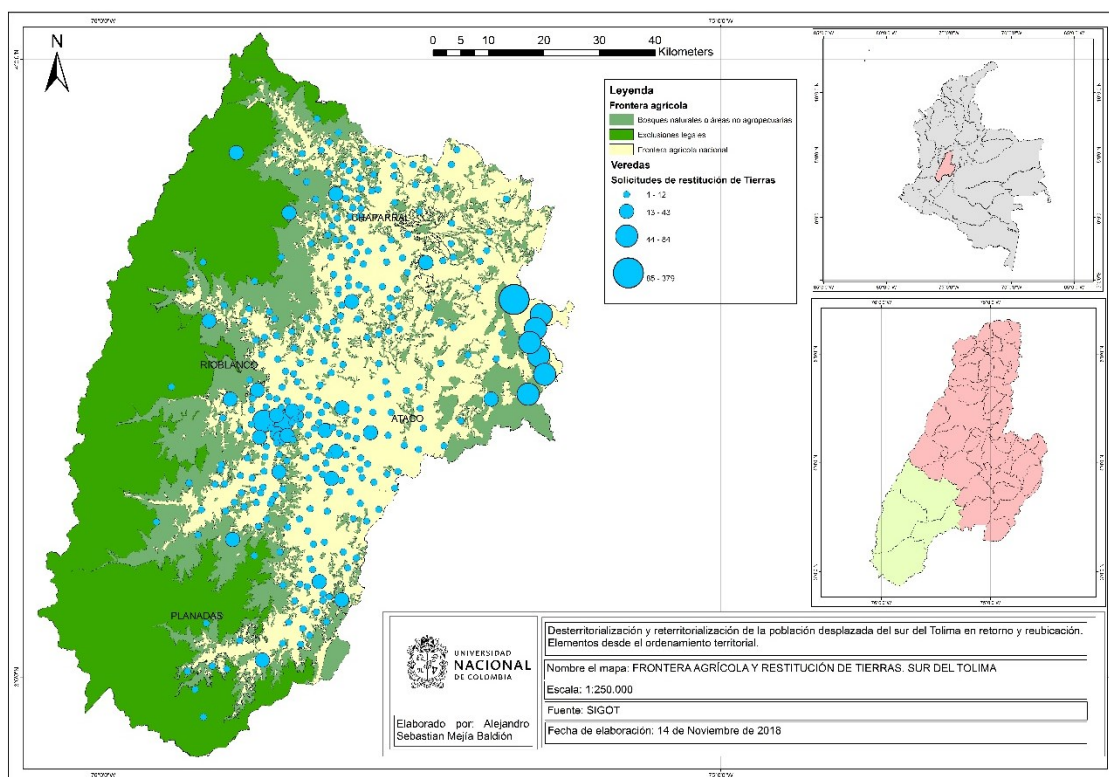 N
0 5 10 20 30 40
Kilometers
Leyenda
Frontera agrícola
Bosques naturales o áreas no agropecuarias
Exclusiones legales
Frontera agrícola nacional
Veredas
Solicitudes de restitución de Tierras
1 - 12
13 - 43
44 - 84
85 - 379
CHAPARRAL
RIOBLANCO
ATACO
PLANADAS
UNIVERSIDAD
NACIONAL
DE COLOMBIA
Elaborado por: Alejandro
Sebastian Mejía Baldión
Desterritorialización y reterritorialización de la población desplazada del sur del Tolima en retorno y reubicación.
Elementos desde el ordenamiento territorial.
Nombre el mapa: FRONTERA AGRÍCOLA Y RESTITUCIÓN DE TIERRAS. SUR DEL TOLIMA
Escala: 1:250.000
Fuente: SIGOT
Fecha de elaboración: 14 de Noviembre de 2018